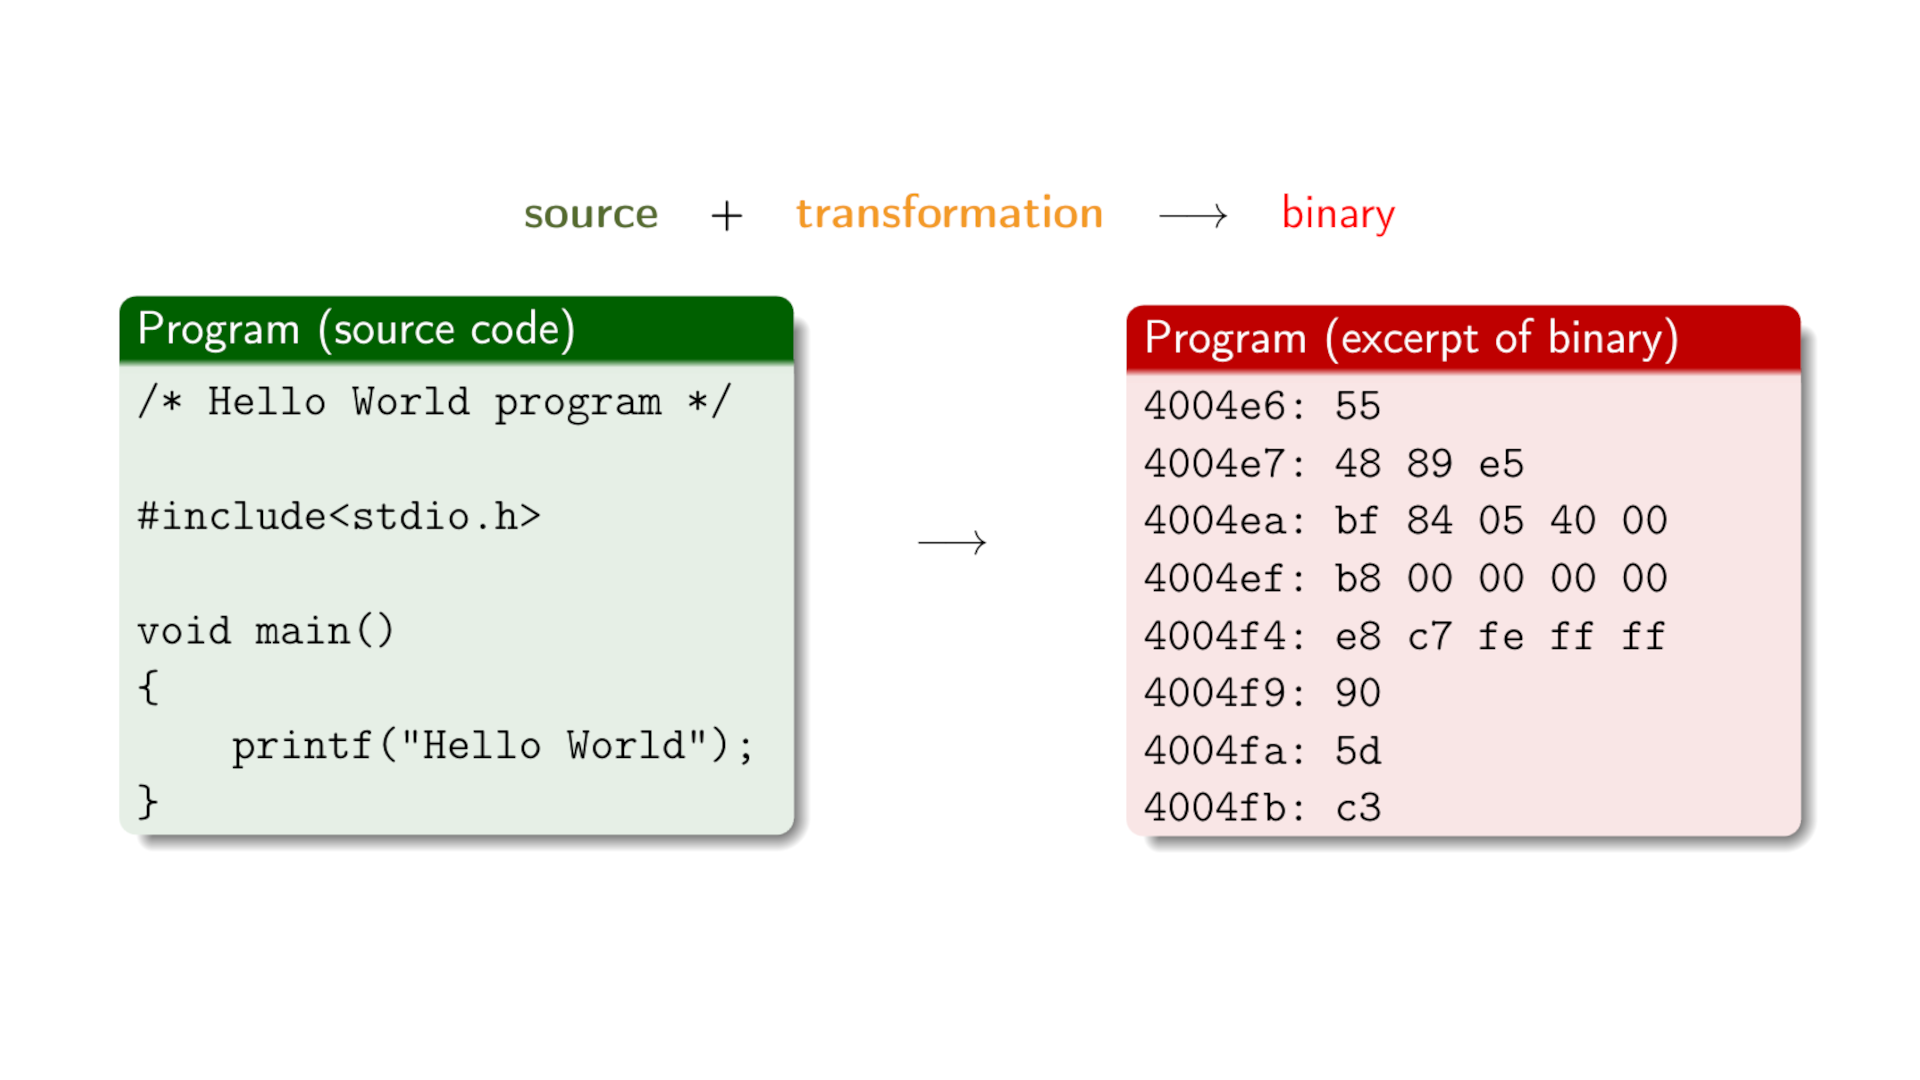 source + transformation ⟶ binary
Program (source code)
/* Hello World program */
#include<stdio.h>
void main()
{
printf("Hello World");
}
⟶
Program (excerpt of binary)
4004e6: 55
4004e7: 48 89 e5
4004ea: bf 84 05 40 00
4004ef: b8 00 00 00 00
4004f4: e8 c7 fe ff ff
4004f9: 90
4004fa: 5d
4004fb: c3